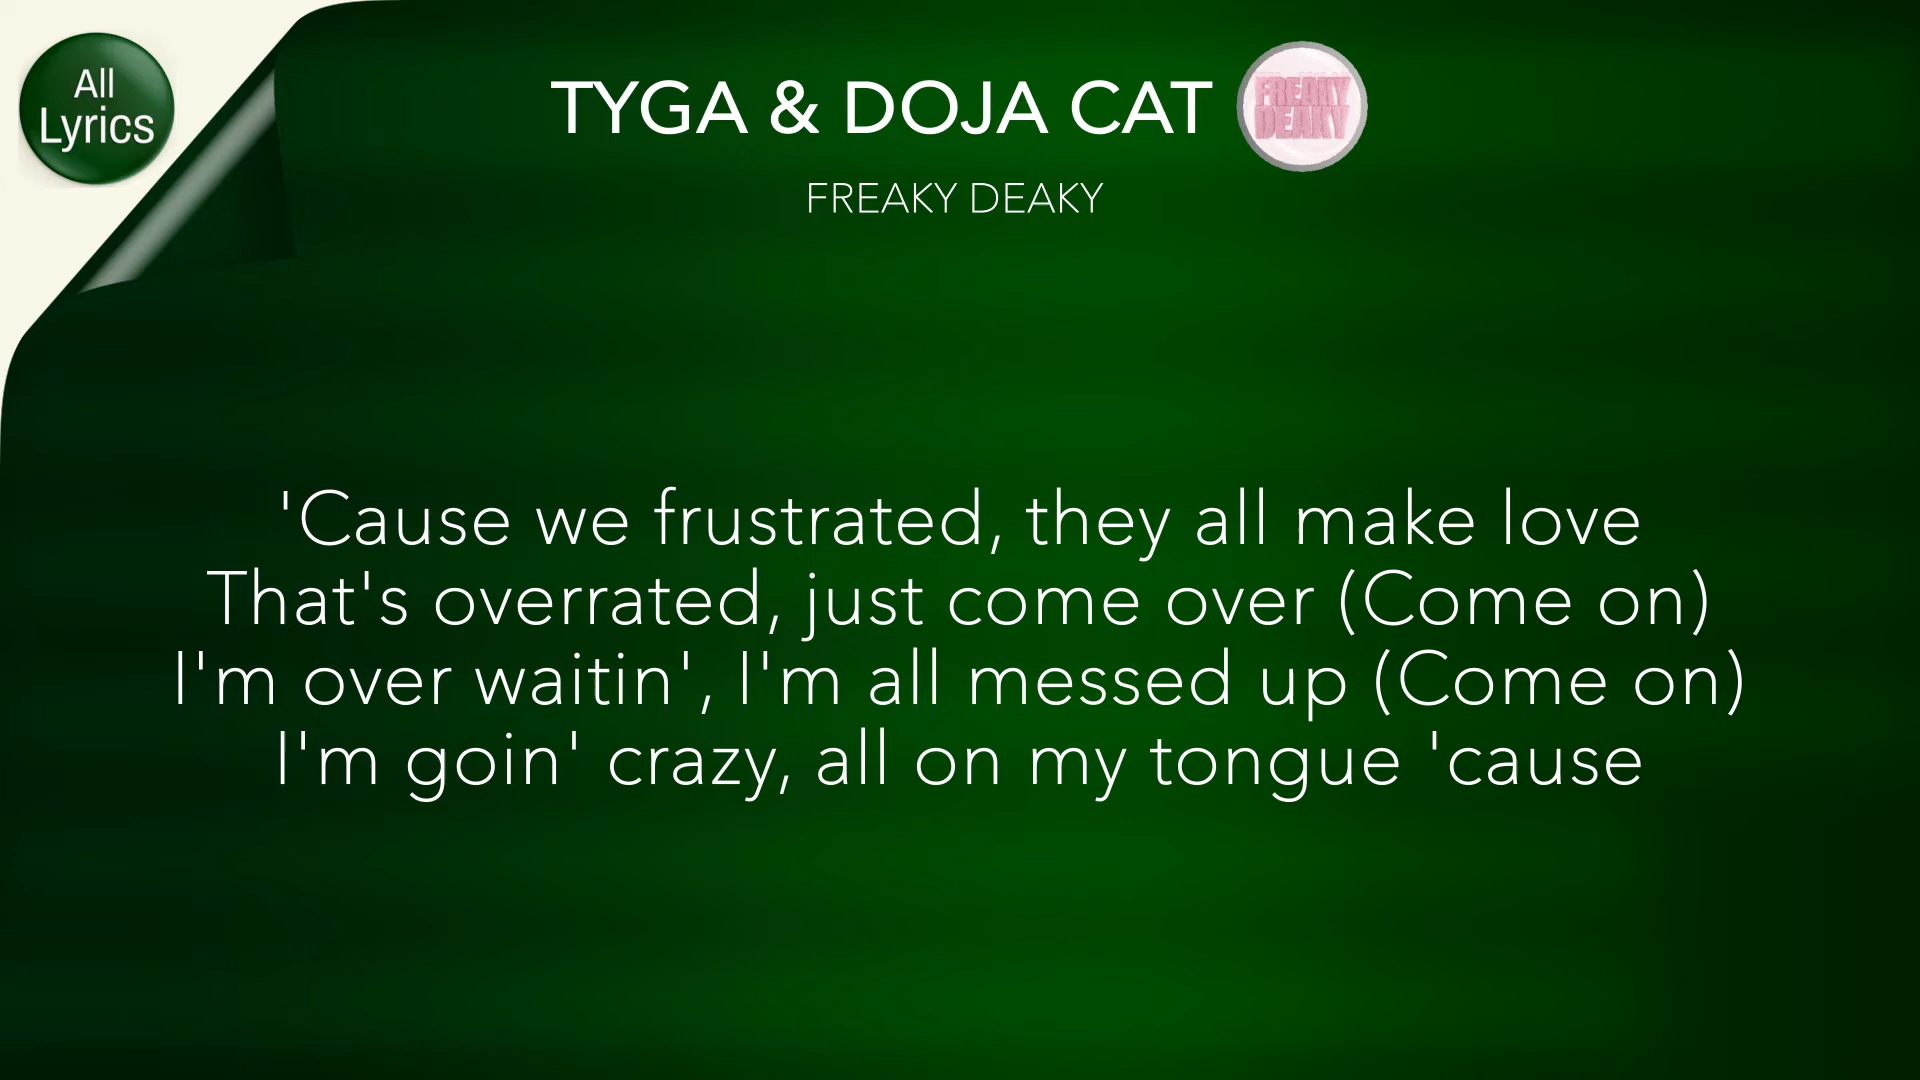 All
Lyrics
TYGA & DOJA CAT
FREAKY
DEAKY
FREAKY DEAKY
'Cause we frustrated, they all make love
That's overrated, just come over (Come on)
I'm over waitin', I'm all messed up (Come on)
I'm goin' crazy, all on my tongue 'cause